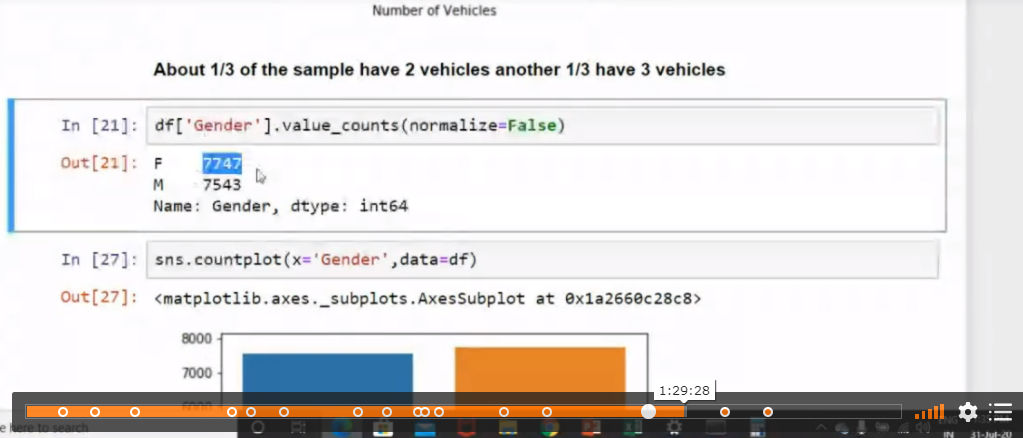 Number of Vehicles
About 1/3 of the sample have 2 vehicles another 1/3 have 3 vehicles
In [21]: df['Gender'].value_counts(normalize=False)
Out[21]: F 7747
M 7543
Name: Gender, dtype: int64
In [27]: sns.countplot(x='Gender',data=df)
Out[27]: <matplotlib.axes._subplots.AxesSubplot at 0x1a2660c28c8>
8000
7000
6000
1:29:28
e here to search
IN 31-Jul-20